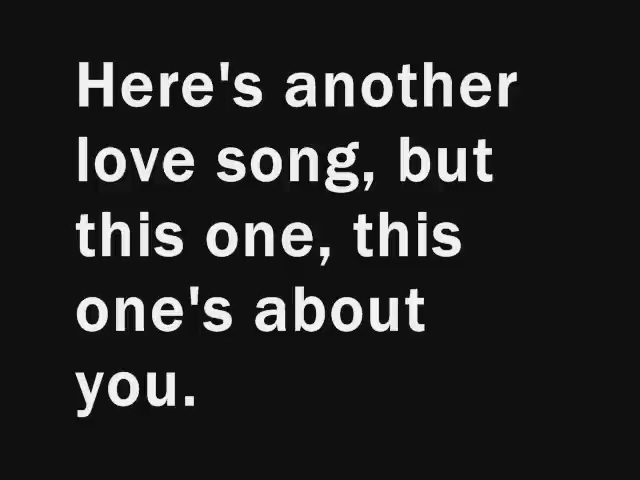 Here's another
love song, but
this one, this
one's about
you.